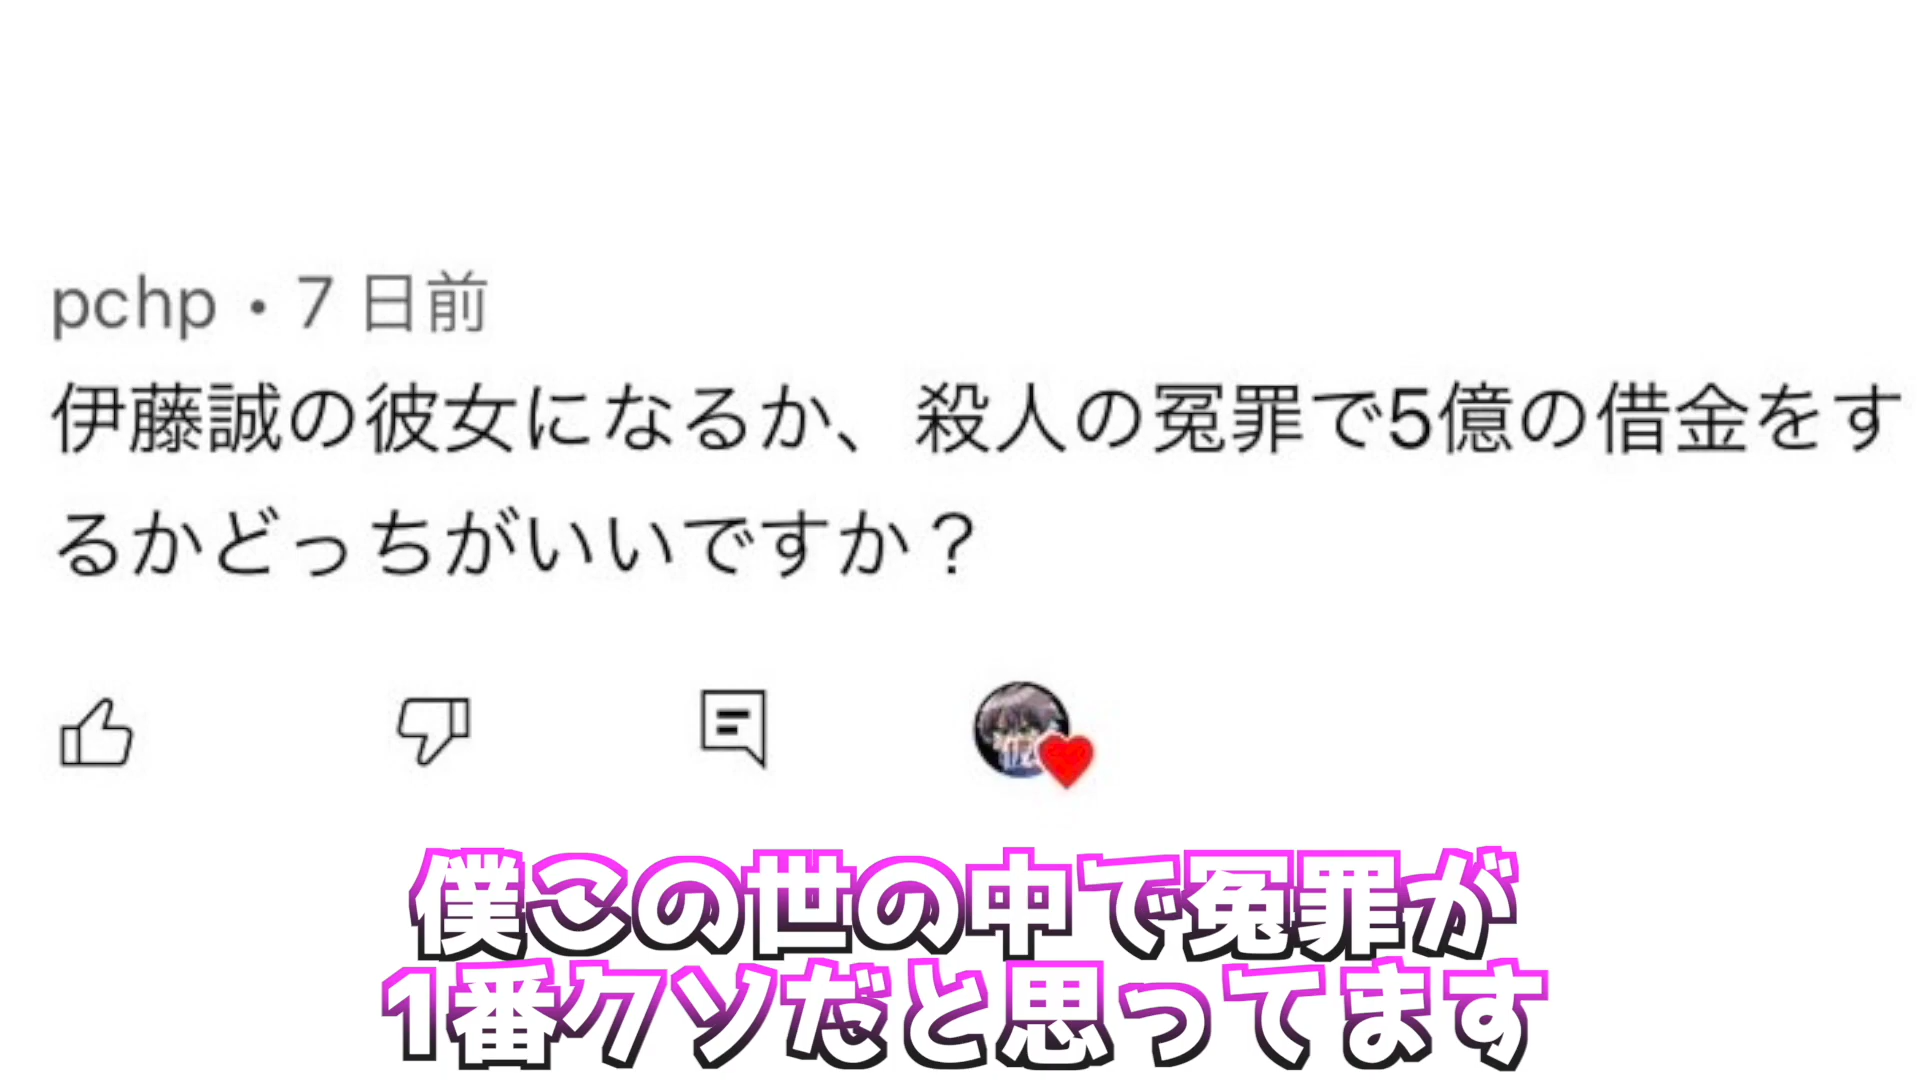 pchp・7 日前
伊藤誠の彼女になるか、殺人の冤罪で5億の借金をす
るかどっちがいいですか？
僕この世の中で冤罪が
1番クソだと思ってます